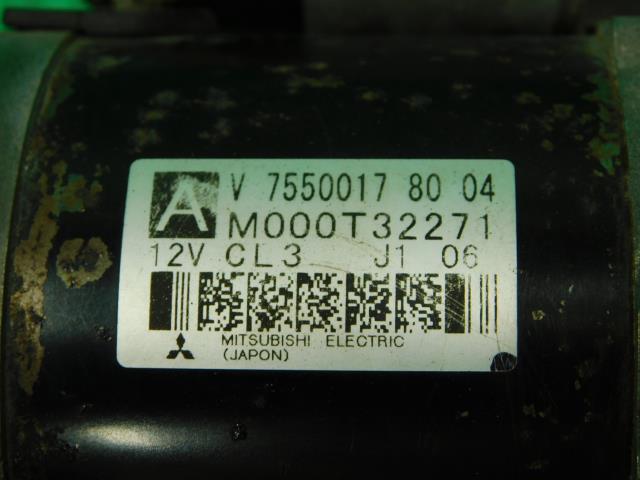 A
V 7550017 80 04
M000T32271
12V CL3 J1 06
MITSUBISHI ELECTRIC
(JAPON)